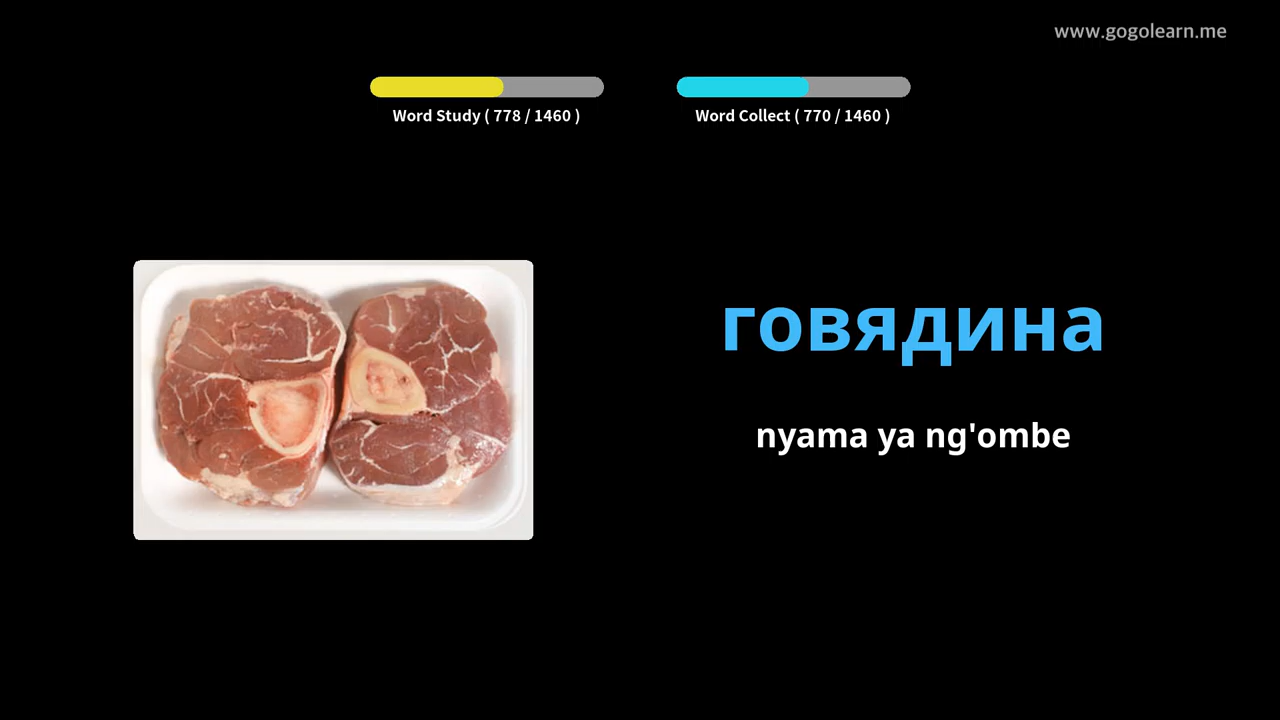 www.gogolearn.me
Word Study ( 778 / 1460 )
Word Collect ( 770 / 1460 )
говядина
nyama ya ng'ombe